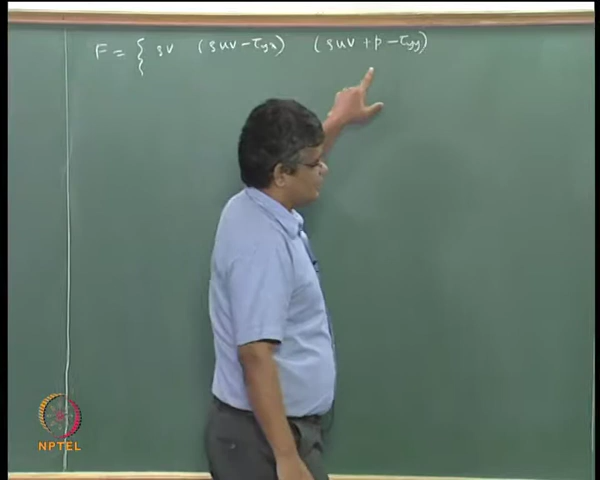 F = { ρv (ρuv - τyx) (ρuv + p - τyy)
NPTEL